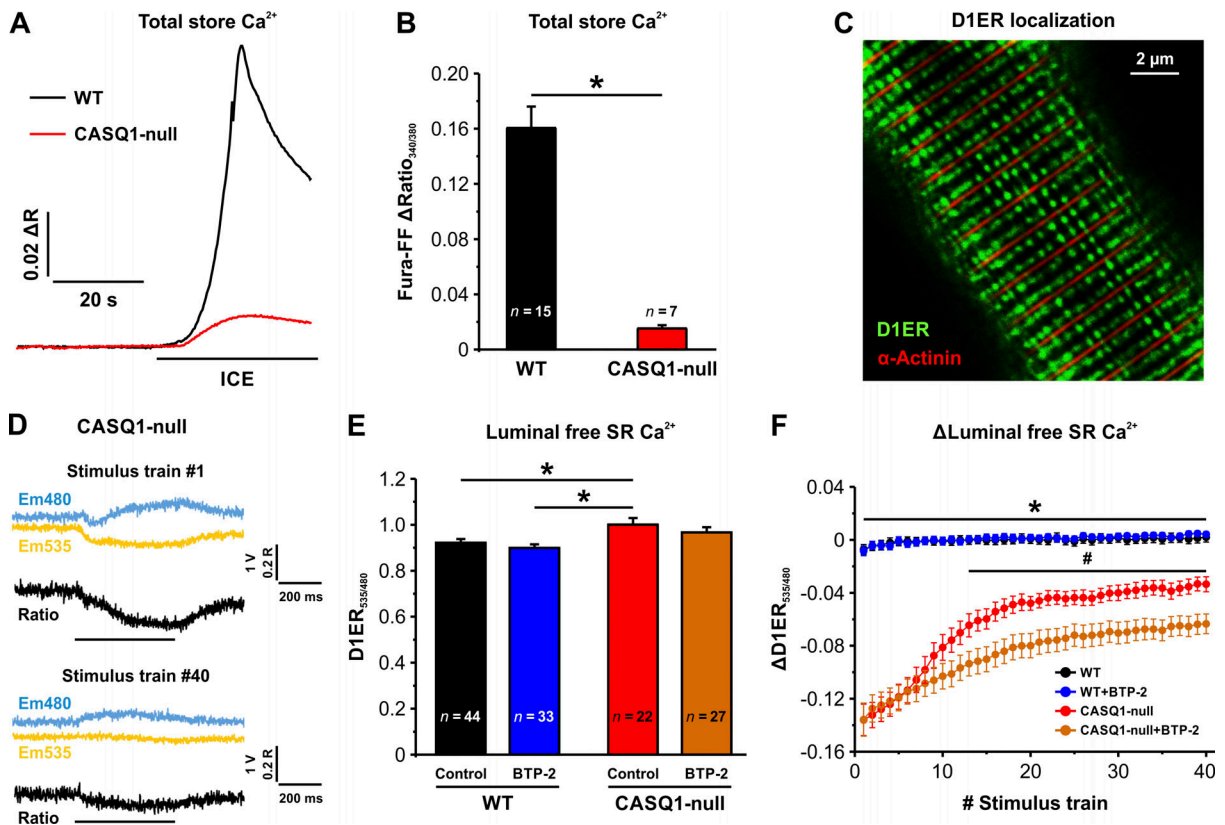 A
Total store Ca²⁺
WT
CASQ1-null
0.02 ΔR
20 s
ICE
B
Total store Ca²⁺
Fura-FF ΔRatio340/380
0.20
0.16
0.12
0.08
0.04
0
*
n = 15
n = 7
WT
CASQ1-null
C
D1ER localization
2 µm
D1ER
α-Actinin
D
CASQ1-null
Stimulus train #1
Em480
Em535
Ratio
1 V
0.2 R
200 ms
Stimulus train #40
Em480
Em535
Ratio
1 V
0.2 R
200 ms
E
Luminal free SR Ca²⁺
D1ER535/480
1.2
1.0
0.8
0.6
0.4
0.2
0
*
*
n = 44
n = 33
n = 22
n = 27
Control
BTP-2
Control
BTP-2
WT
CASQ1-null
F
ΔLuminal free SR Ca²⁺
ΔD1ER535/480
0.04
0
-0.04
-0.08
-0.12
-0.16
*
#
WT
WT+BTP-2
CASQ1-null
CASQ1-null+BTP-2
0
10
20
30
40
# Stimulus train